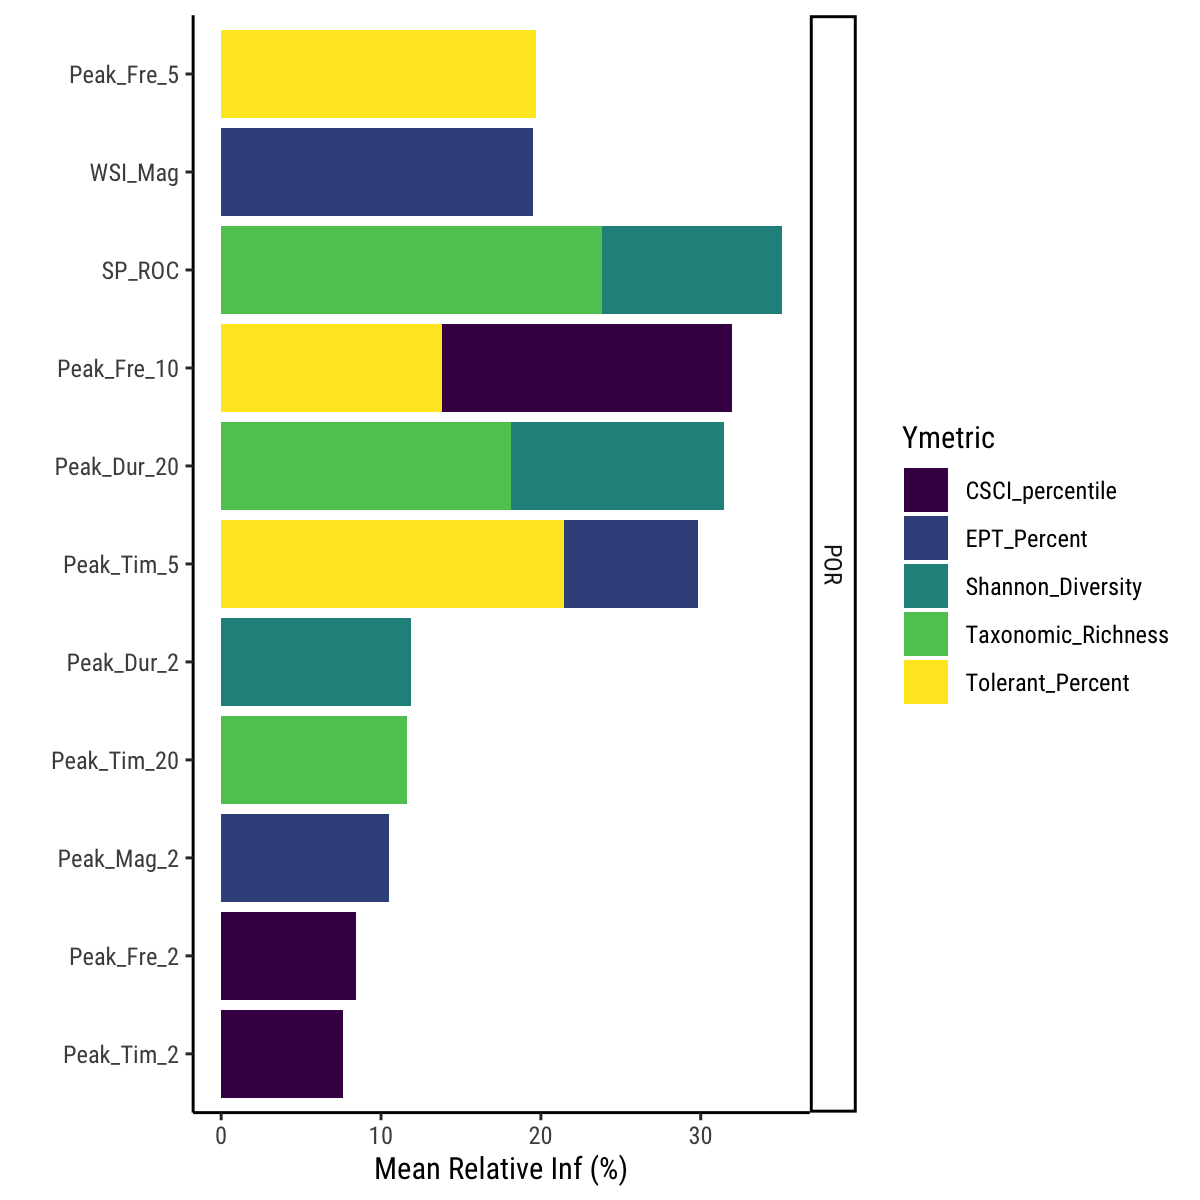 Peak_Fre_5
WSI_Mag
SP_ROC
Peak_Fre_10
Peak_Dur_20
Peak_Tim_5
Peak_Dur_2
Peak_Tim_20
Peak_Mag_2
Peak_Fre_2
Peak_Tim_2
0 10 20 30
Mean Relative Inf (%)
POR
Ymetric
CSCI_percentile
EPT_Percent
Shannon_Diversity
Taxonomic_Richness
Tolerant_Percent